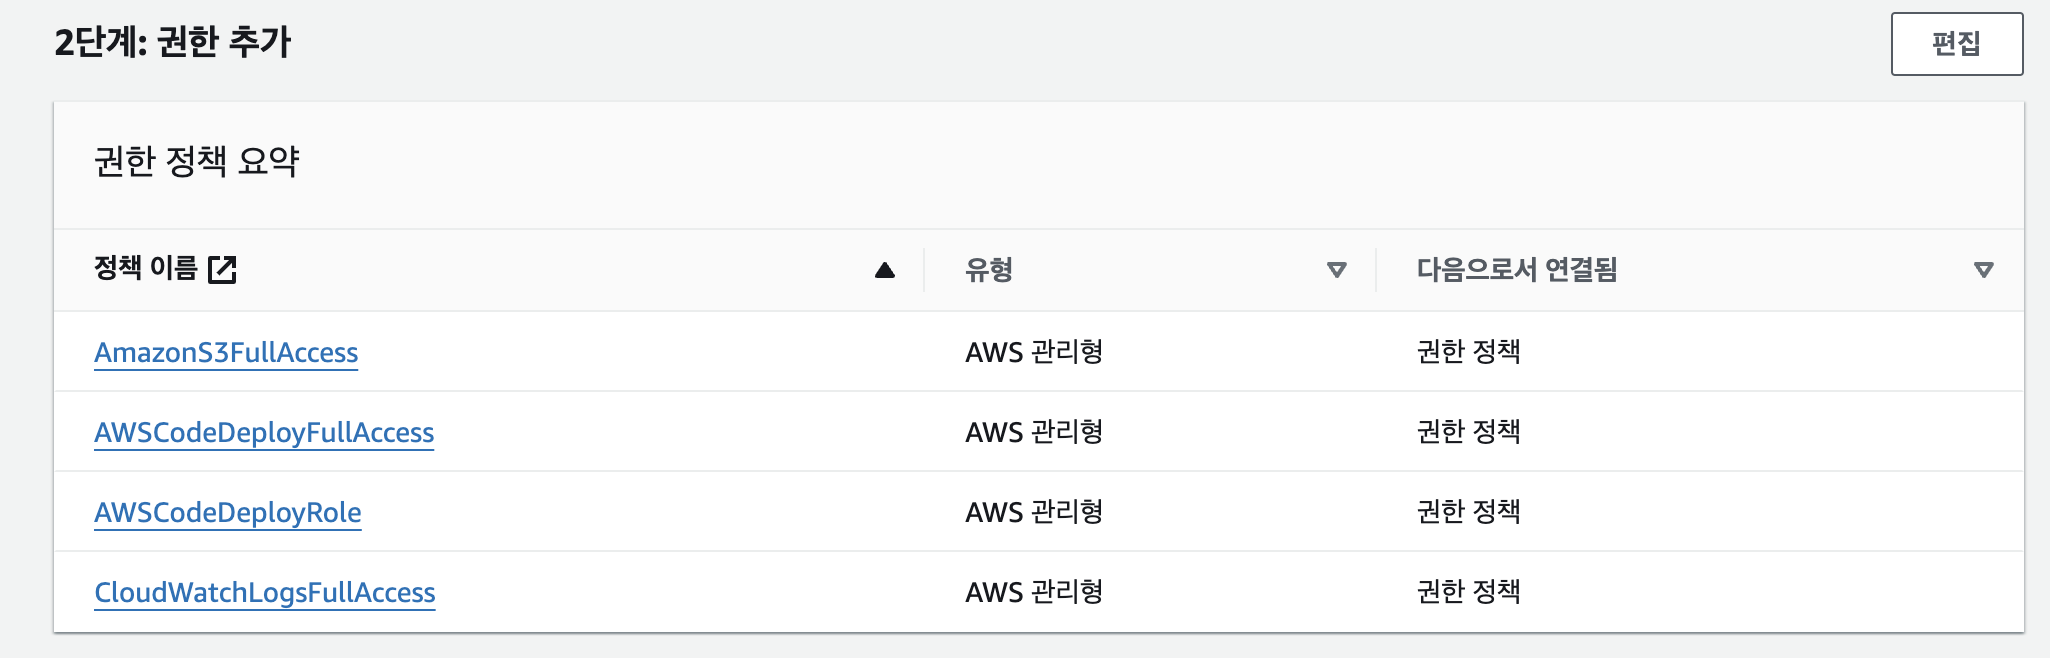 2단계: 권한 추가
편집
권한 정책 요약
정책 이름 유형 다음으로서 연결됨
AmazonS3FullAccess AWS 관리형 권한 정책
AWSCodeDeployFullAccess AWS 관리형 권한 정책
AWSCodeDeployRole AWS 관리형 권한 정책
CloudWatchLogsFullAccess AWS 관리형 권한 정책